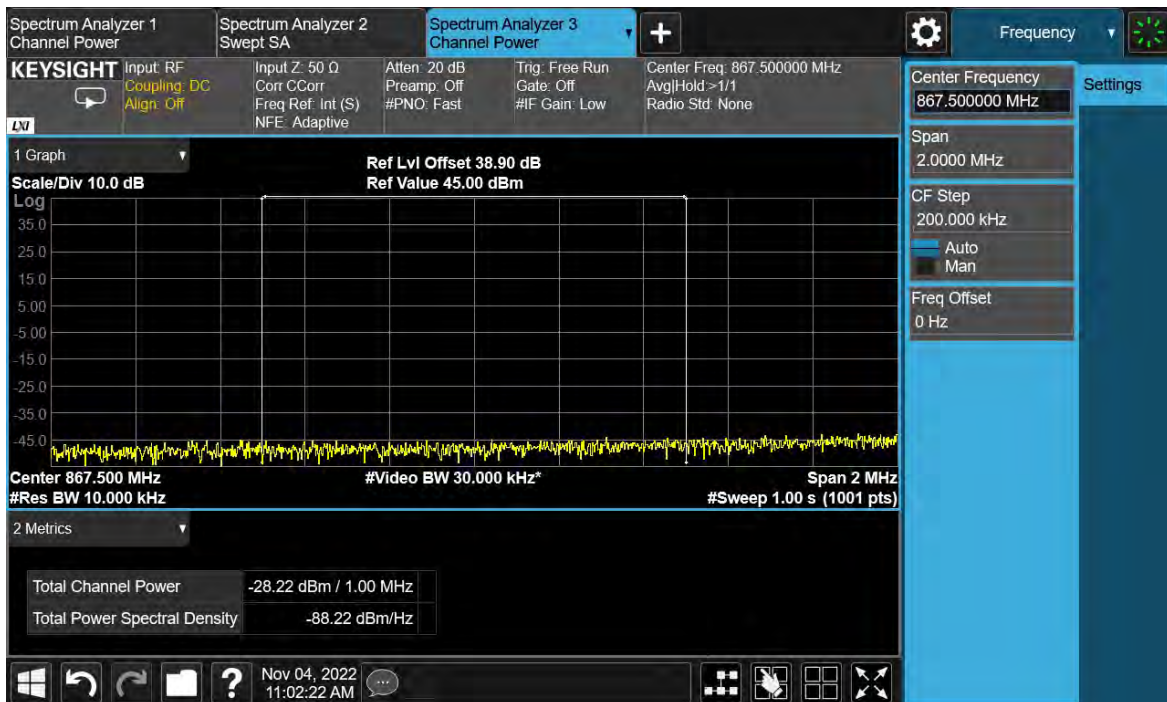 Spectrum Analyzer 1
Channel Power
Spectrum Analyzer 2
Swept SA
Spectrum Analyzer 3
Channel Power
Frequency
KEYSIGHT
LXI
Input: RF
Coupling: DC
Align: Off
Input Z: 50 Ω
Corr CCorr
Freq Ref: Int (S)
NFE: Adaptive
Atten: 20 dB
Preamp: Off
#PNO: Fast
Trig: Free Run
Gate: Off
#IF Gain: Low
Center Freq: 867.500000 MHz
Avg|Hold:>1/1
Radio Std: None
Center Frequency
867.500000 MHz
Settings
Span
2.0000 MHz
CF Step
200.000 kHz
Auto
Man
Freq Offset
0 Hz
1 Graph
Scale/Div 10.0 dB
Ref Lvl Offset 38.90 dB
Ref Value 45.00 dBm
Log
35.0
25.0
15.0
5.00
-5.00
-15.0
-25.0
-35.0
-45.0
Center 867.500 MHz
#Video BW 30.000 kHz*
Span 2 MHz
#Res BW 10.000 kHz
#Sweep 1.00 s (1001 pts)
2 Metrics
Total Channel Power -28.22 dBm / 1.00 MHz
Total Power Spectral Density -88.22 dBm/Hz
?
Nov 04, 2022
11:02:22 AM